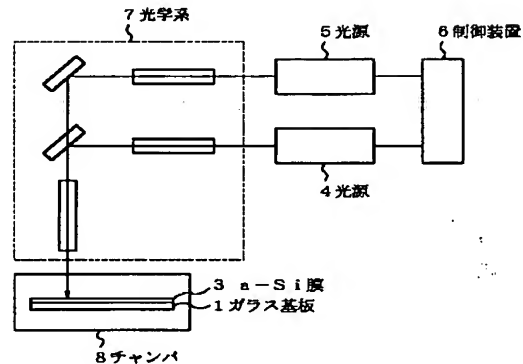 7光学系
5光源
6制御装置
4光源
3 a-Si膜
1ガラス基板
8チャンバ